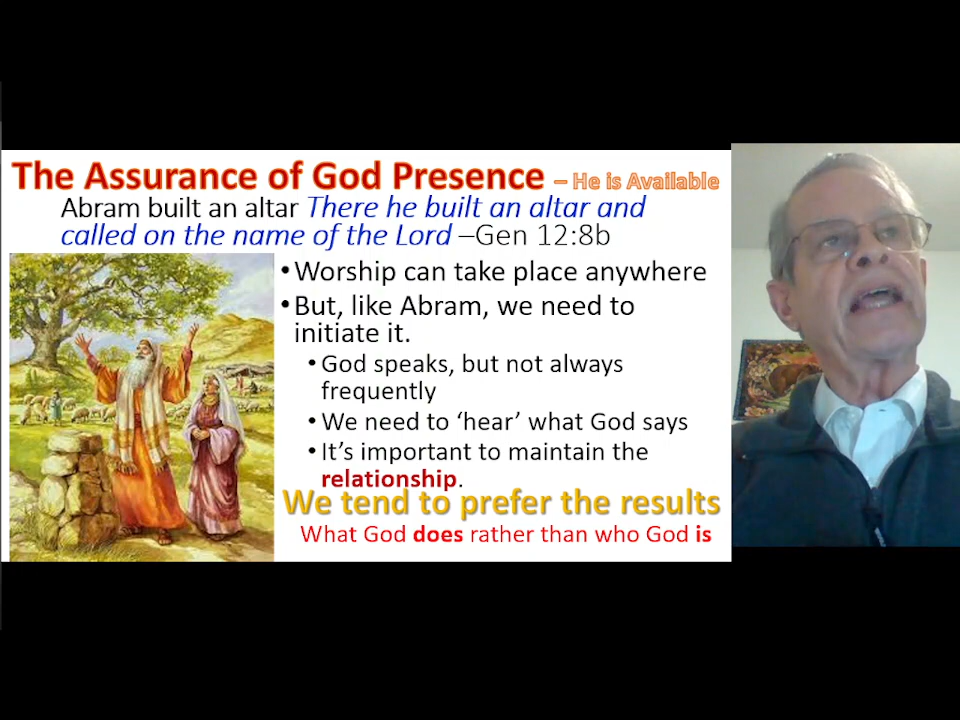 The Assurance of God Presence – He is Available
Abram built an altar There he built an altar and
called on the name of the Lord –Gen 12:8b
•Worship can take place anywhere
•But, like Abram, we need to
initiate it.
•God speaks, but not always
frequently
•We need to ‘hear’ what God says
•It’s important to maintain the
relationship.
We tend to prefer the results
What God does rather than who God is